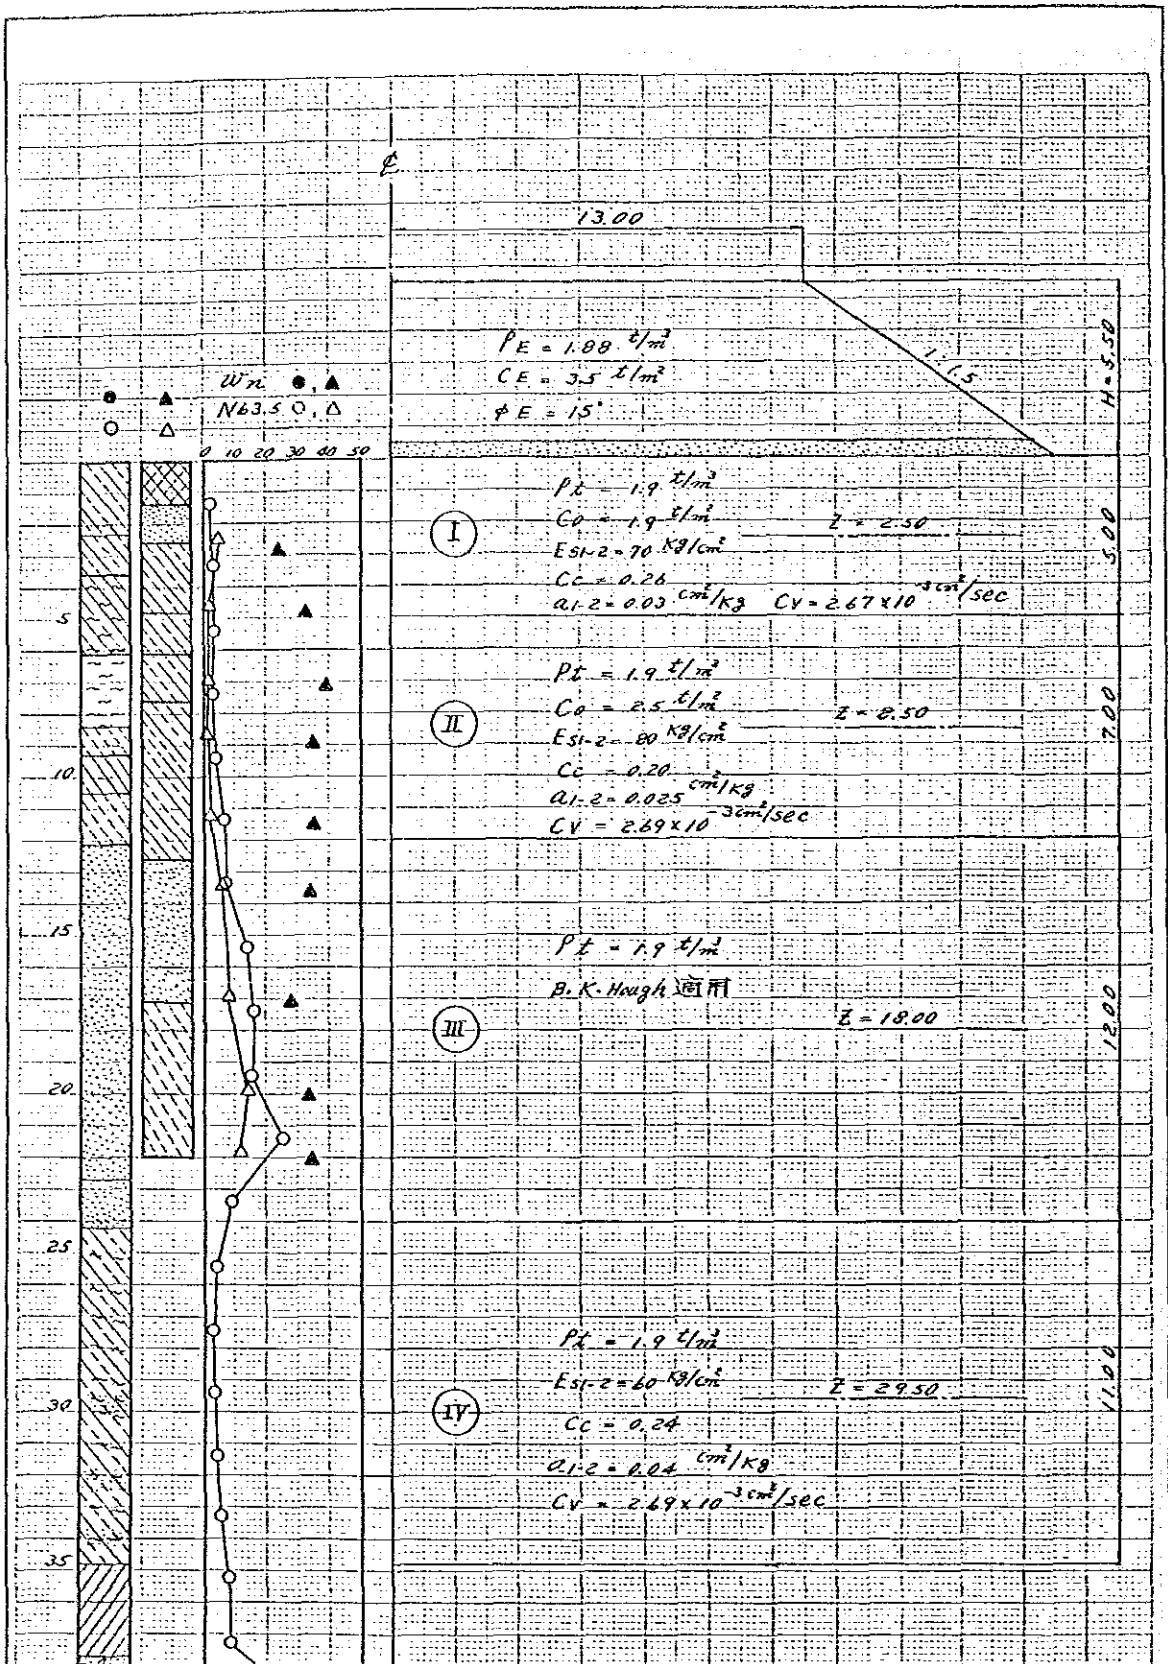 ℄
13.00
ρE = 1.88 t/m³
CE = 3.5 t/m²
φE = 15°
1:1.5
H=5.50
Wn ●, ▲
N63.5 ○, △
0 10 20 30 40 50
I
ρt = 1.9 t/m³
Co = 1.9 t/m²
Es1-2 = 70 Kg/cm²
Cc = 0.26
a1-2 = 0.03 cm²/Kg Cv = 2.67×10⁻³ cm²/sec
Z = 2.50
5.00
5
II
ρt = 1.9 t/m³
Co = 2.5 t/m²
Es1-2 = 80 Kg/cm²
Cc = 0.20
a1-2 = 0.025 cm²/Kg
Cv = 2.69×10⁻³ cm²/sec
Z = 8.50
7.00
10
15
III
ρt = 1.9 t/m³
B.K.Hough 適用
Z = 18.00
12.00
20
25
IV
ρt = 1.9 t/m³
Es1-2 = 60 Kg/cm²
Cc = 0.24
a1-2 = 0.04 cm²/Kg
Cv = 2.69×10⁻³ cm²/sec
Z = 29.50
11.00
30
35